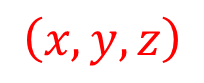 (x, y, z)